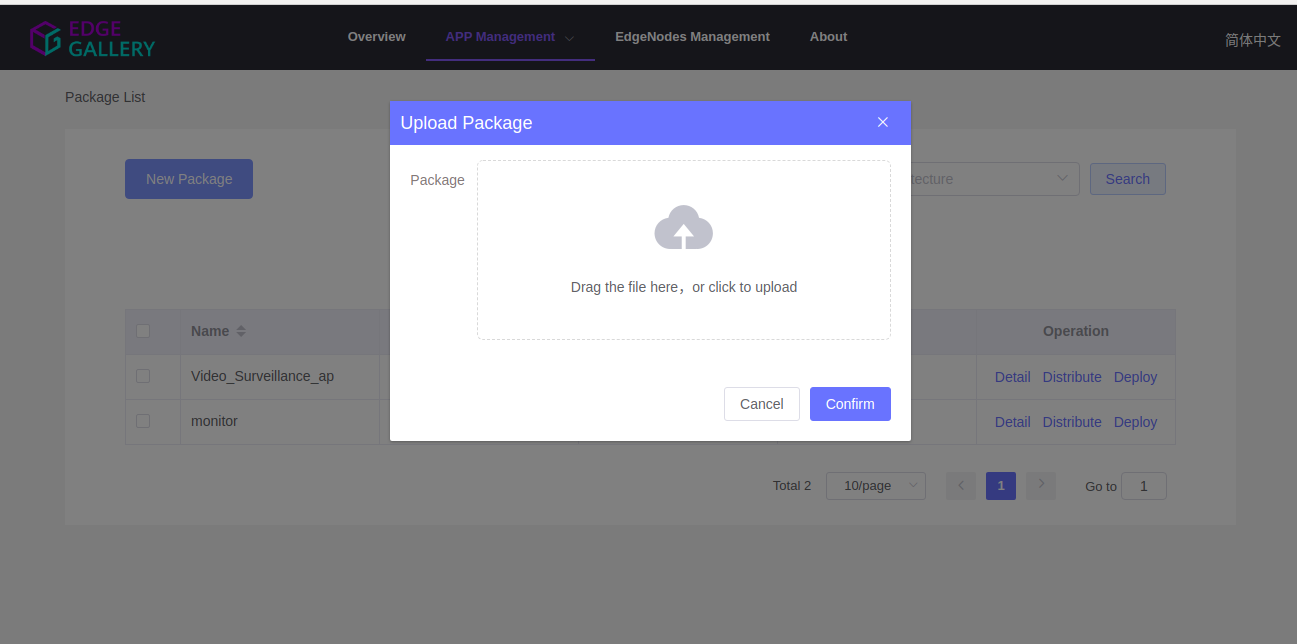 EDGE
GALLERY
Overview
APP Management
EdgeNodes Management
About
简体中文
Package List
Upload Package
New Package
Package
tecture
Search
Drag the file here，or click to upload
Name
Operation
Video_Surveillance_ap
Detail Distribute Deploy
monitor
Detail Distribute Deploy
Cancel
Confirm
Total 2
10/page
1
Go to
1